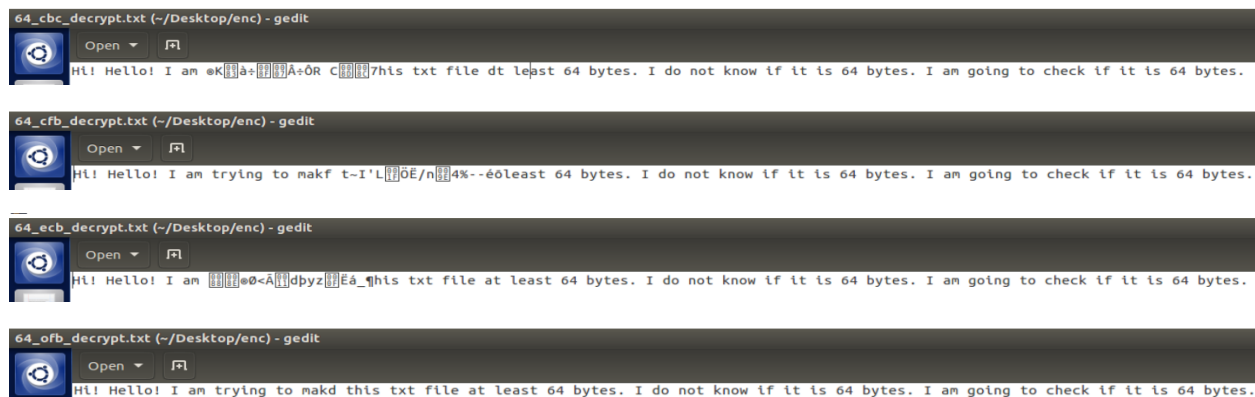 64_cbc_decrypt.txt (~/Desktop/enc) - gedit
Open
Hi! Hello! I am his txt file dt least 64 bytes. I do not know if it is 64 bytes. I am going to check if it is 64 bytes.
64_cfb_decrypt.txt (~/Desktop/enc) - gedit
Open
Hi! Hello! I am trying to makf t~I'L least 64 bytes. I do not know if it is 64 bytes. I am going to check if it is 64 bytes.
64_ecb_decrypt.txt (~/Desktop/enc) - gedit
Open
Hi! Hello! I am his txt file at least 64 bytes. I do not know if it is 64 bytes. I am going to check if it is 64 bytes.
64_ofb_decrypt.txt (~/Desktop/enc) - gedit
Open
Hi! Hello! I am trying to makd this txt file at least 64 bytes. I do not know if it is 64 bytes. I am going to check if it is 64 bytes.